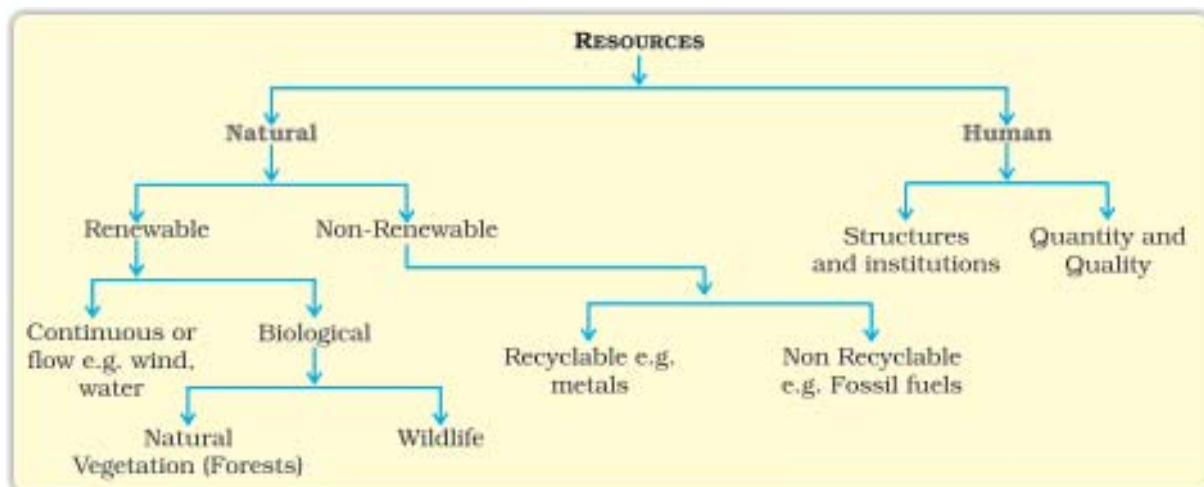 RESOURCES
Natural
Human
Renewable
Non-Renewable
Structures
and institutions
Quantity and
Quality
Continuous or
flow e.g. wind,
water
Biological
Recyclable e.g.
metals
Non Recyclable
e.g. Fossil fuels
Natural
Vegetation (Forests)
Wildlife